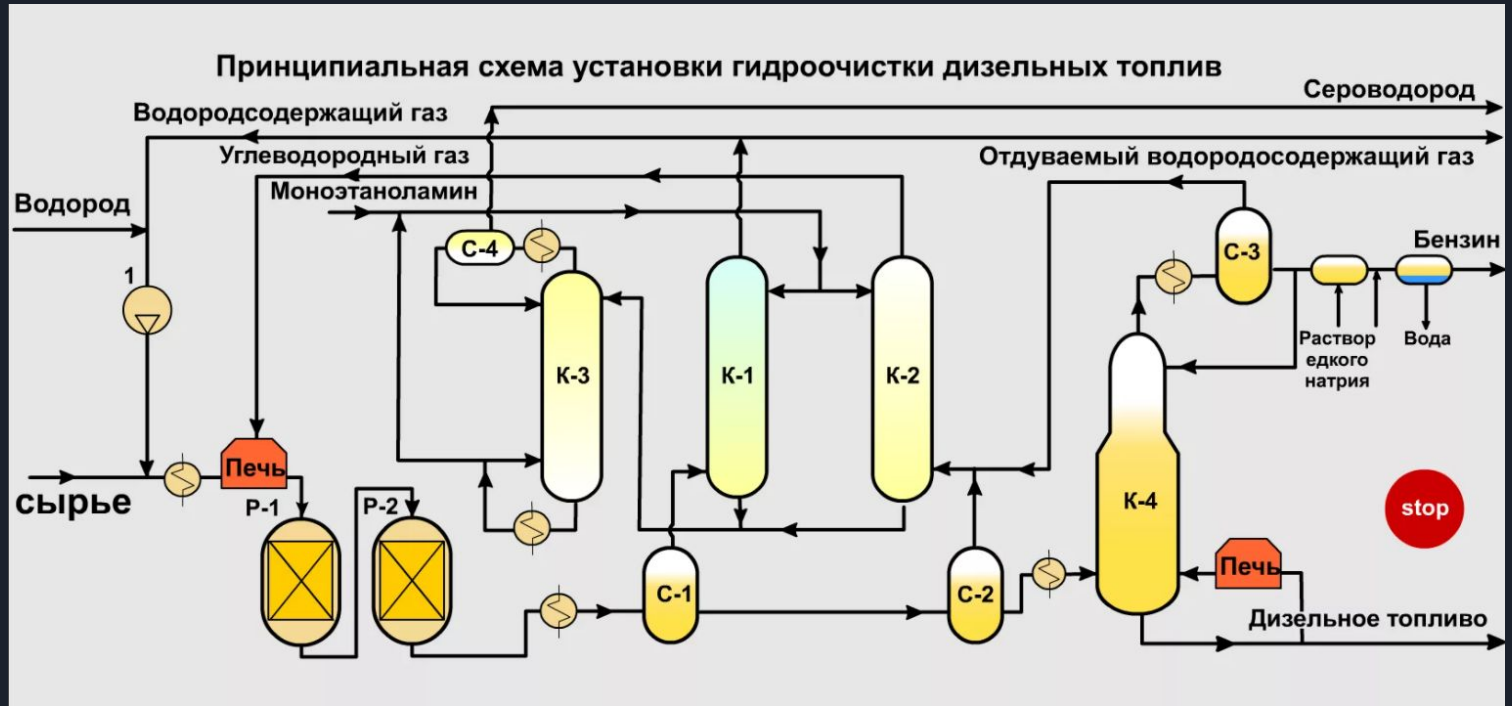 Принципиальная схема установки гидроочистки дизельных топлив
Сероводород
Водородсодержащий газ
Углеводородный газ
Отдуваемый водородосодержащий газ
Моноэтаноламин
Водород
С-4
С-3
Бензин
1
Раствор
едкого
натрия
Вода
К-3
К-1
К-2
Печь
сырье
Р-1
Р-2
К-4
stop
Печь
С-1
С-2
Дизельное топливо